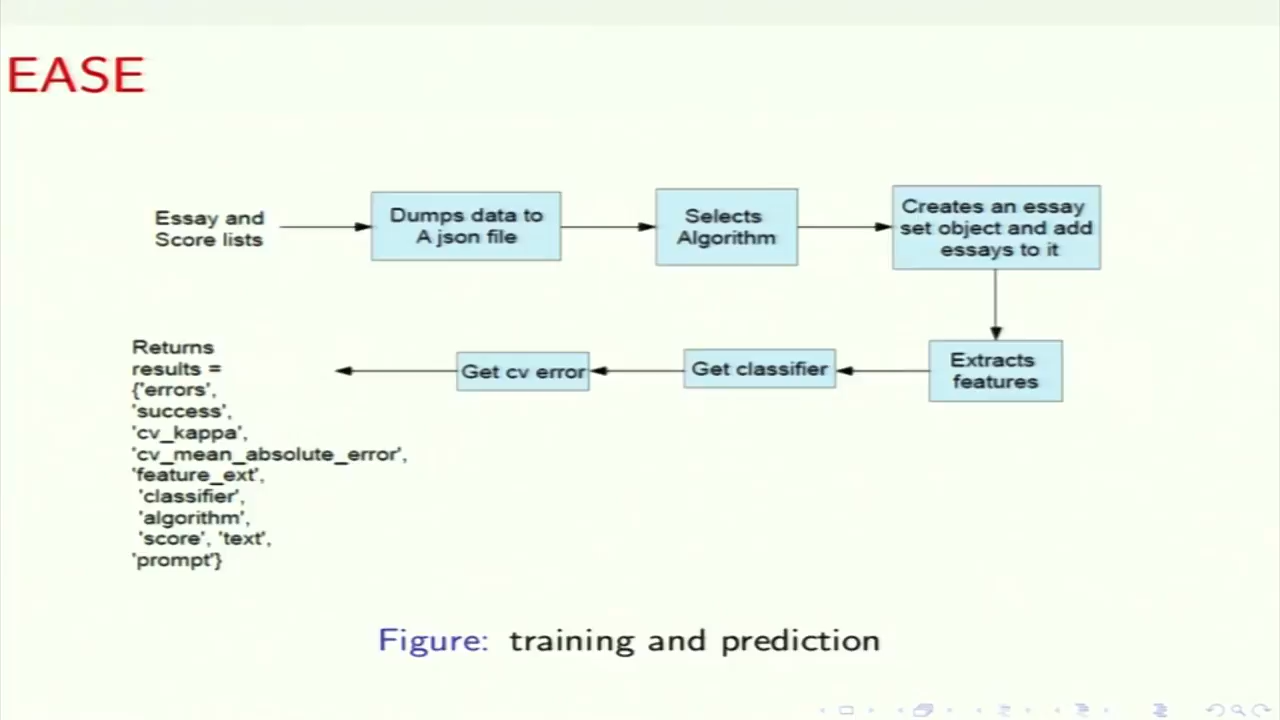 EASE
Essay and
Score lists
Dumps data to
A json file
Selects
Algorithm
Creates an essay
set object and add
essays to it
Extracts
features
Get classifier
Get cv error
Returns
results =
{'errors',
'success',
'cv_kappa',
'cv_mean_absolute_error',
'feature_ext',
'classifier',
'algorithm',
'score', 'text',
'prompt'}
Figure: training and prediction